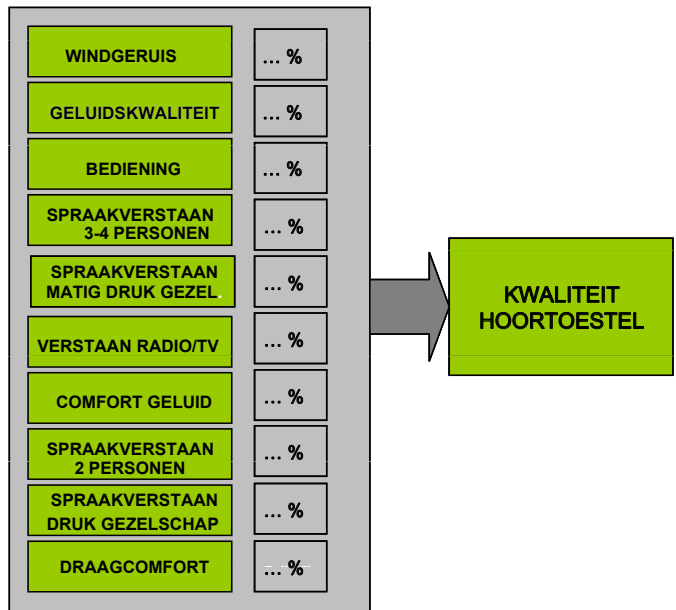 WINDGERUIS ... %
GELUIDSKWALITEIT ... %
BEDIENING ... %
SPRAAKVERSTAAN
3-4 PERSONEN ... %
SPRAAKVERSTAAN
MATIG DRUK GEZEL. ... %
VERSTAAN RADIO/TV ... %
COMFORT GELUID ... %
SPRAAKVERSTAAN
2 PERSONEN ... %
SPRAAKVERSTAAN
DRUK GEZELSCHAP ... %
DRAAGCOMFORT ... %
KWALITEIT
HOORTOESTEL